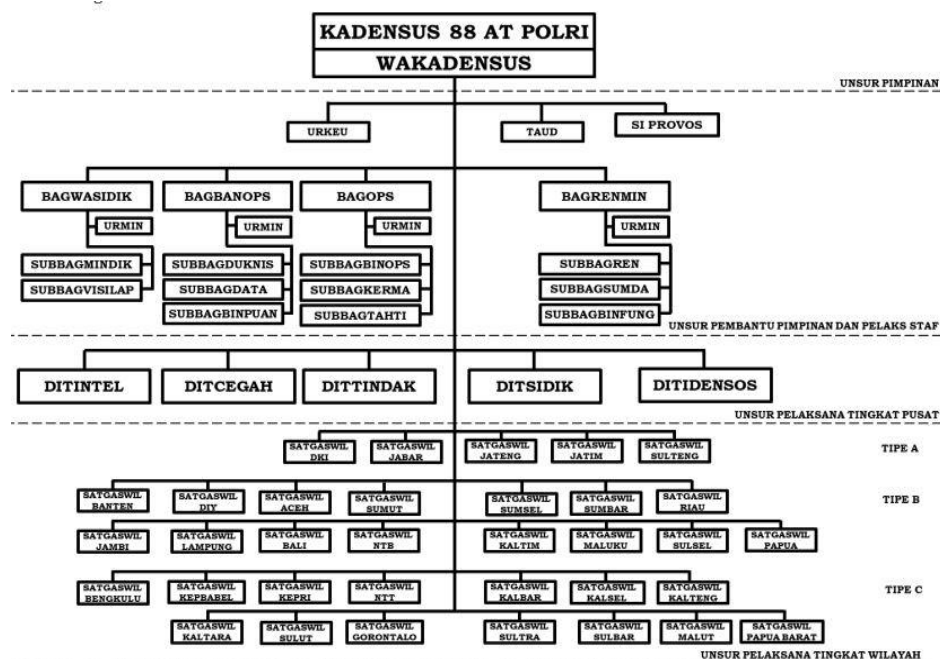 KADENSUS 88 AT POLRI
WAKADENSUS
UNSUR PIMPINAN
URKEU
TAUD
SI PROVOS
BAGWASIDIK
BAGBANOPS
BAGOPS
BAGRENMIN
URMIN
URMIN
URMIN
URMIN
SUBBAGMINDIK
SUBBAGDUKNIS
SUBBAGBINOPS
SUBBAGREN
SUBBAGVISILAP
SUBBAGDATA
SUBBAGKERMA
SUBBAGSUMDA
SUBBAGBINPUAN
SUBBAGTAHTI
SUBBAGBINFUNG
UNSUR PEMBANTU PIMPINAN DAN PELAKS STAF
DITINTEL
DITCEGAH
DITTINDAK
DITSIDIK
DITIDENSOS
UNSUR PELAKSANA TINGKAT PUSAT
SATGASWIL
DKI
SATGASWIL
JABAR
SATGASWIL
JATENG
SATGASWIL
JATIM
SATGASWIL
SULTENG
TIPE A
SATGASWIL
BANTEN
SATGASWIL
DIY
SATGASWIL
ACEH
SATGASWIL
SUMUT
SATGASWIL
SUMSEL
SATGASWIL
SUMBAR
SATGASWIL
RIAU
TIPE B
SATGASWIL
JAMBI
SATGASWIL
LAMPUNG
SATGASWIL
BALI
SATGASWIL
NTB
SATGASWIL
KALTIM
SATGASWIL
MALUKU
SATGASWIL
SULSEL
SATGASWIL
PAPUA
SATGASWIL
BENGKULU
SATGASWIL
KEPBABEL
SATGASWIL
KEPRI
SATGASWIL
NTT
SATGASWIL
KALBAR
SATGASWIL
KALSEL
SATGASWIL
KALTENG
TIPE C
SATGASWIL
KALTARA
SATGASWIL
SULUT
SATGASWIL
GORONTALO
SATGASWIL
SULTRA
SATGASWIL
SULBAR
SATGASWIL
MALUT
SATGASWIL
PAPUA BARAT
UNSUR PELAKSANA TINGKAT WILAYAH